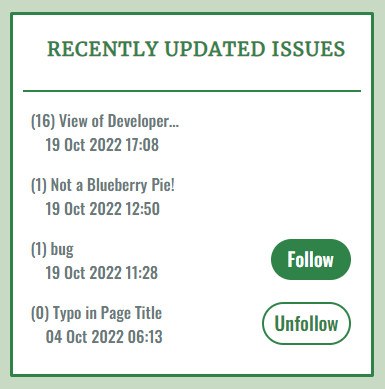 RECENTLY UPDATED ISSUES
(16) View of Developer...
19 Oct 2022 17:08
(1) Not a Blueberry Pie!
19 Oct 2022 12:50
(1) bug
19 Oct 2022 11:28
Follow
(0) Typo in Page Title
04 Oct 2022 06:13
Unfollow